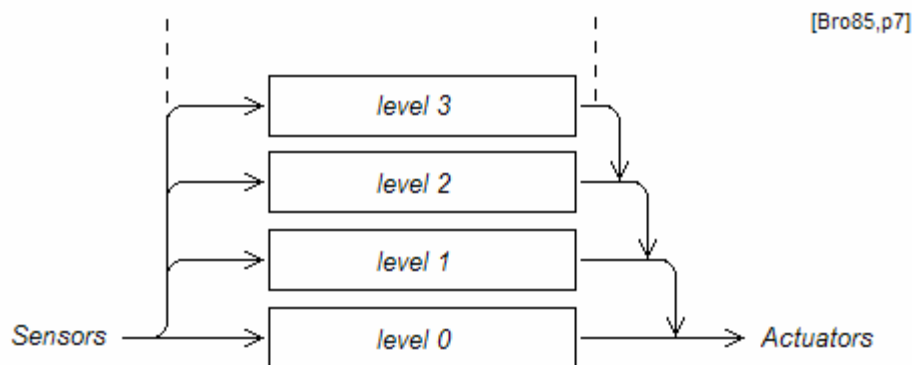 [Bro85,p7]
level 3
level 2
level 1
Sensors level 0 Actuators